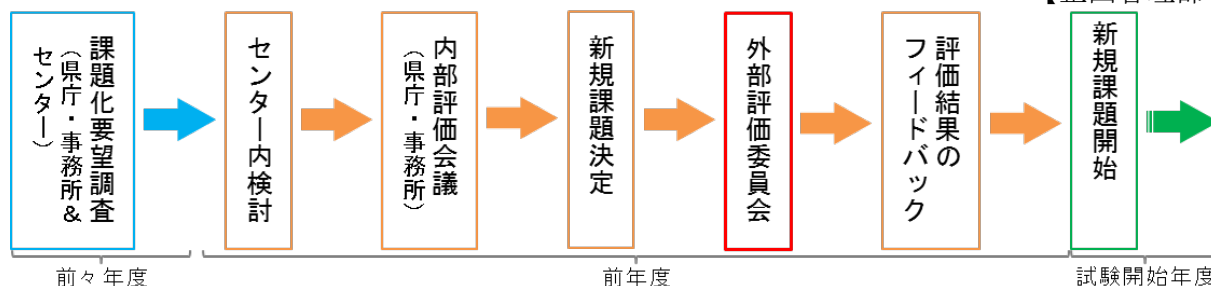 課題化要望調査
（県庁・事務所&
センター）
センター内検討
内部評価会議
（県庁・事務所）
新規課題決定
外部評価委員会
評価結果の
フィードバック
新規課題開始
前々年度
前年度
試験開始年度